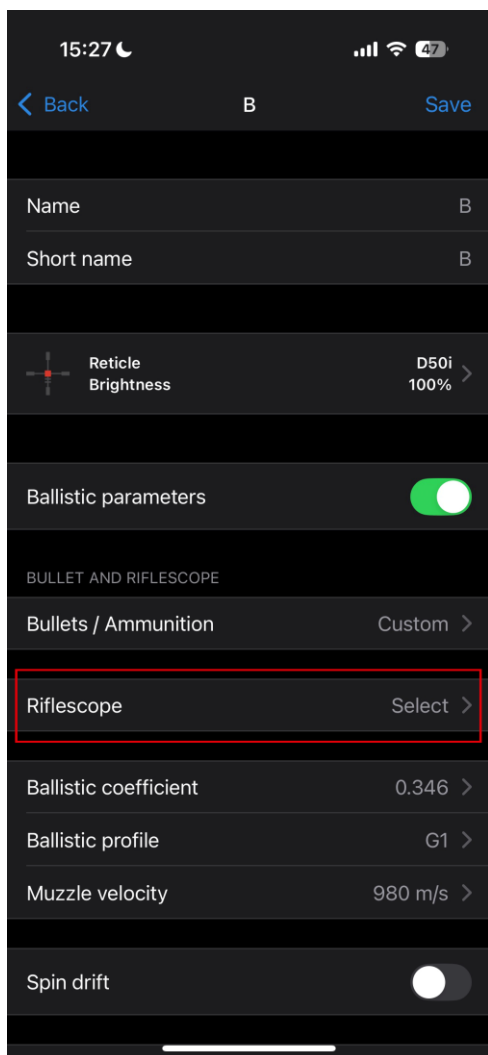 15:27
47
Back B Save
Name B
Short name B
Reticle D50i
Brightness 100%
Ballistic parameters
BULLET AND RIFLESCOPE
Bullets / Ammunition Custom
Riflescope Select
Ballistic coefficient 0.346
Ballistic profile G1
Muzzle velocity 980 m/s
Spin drift